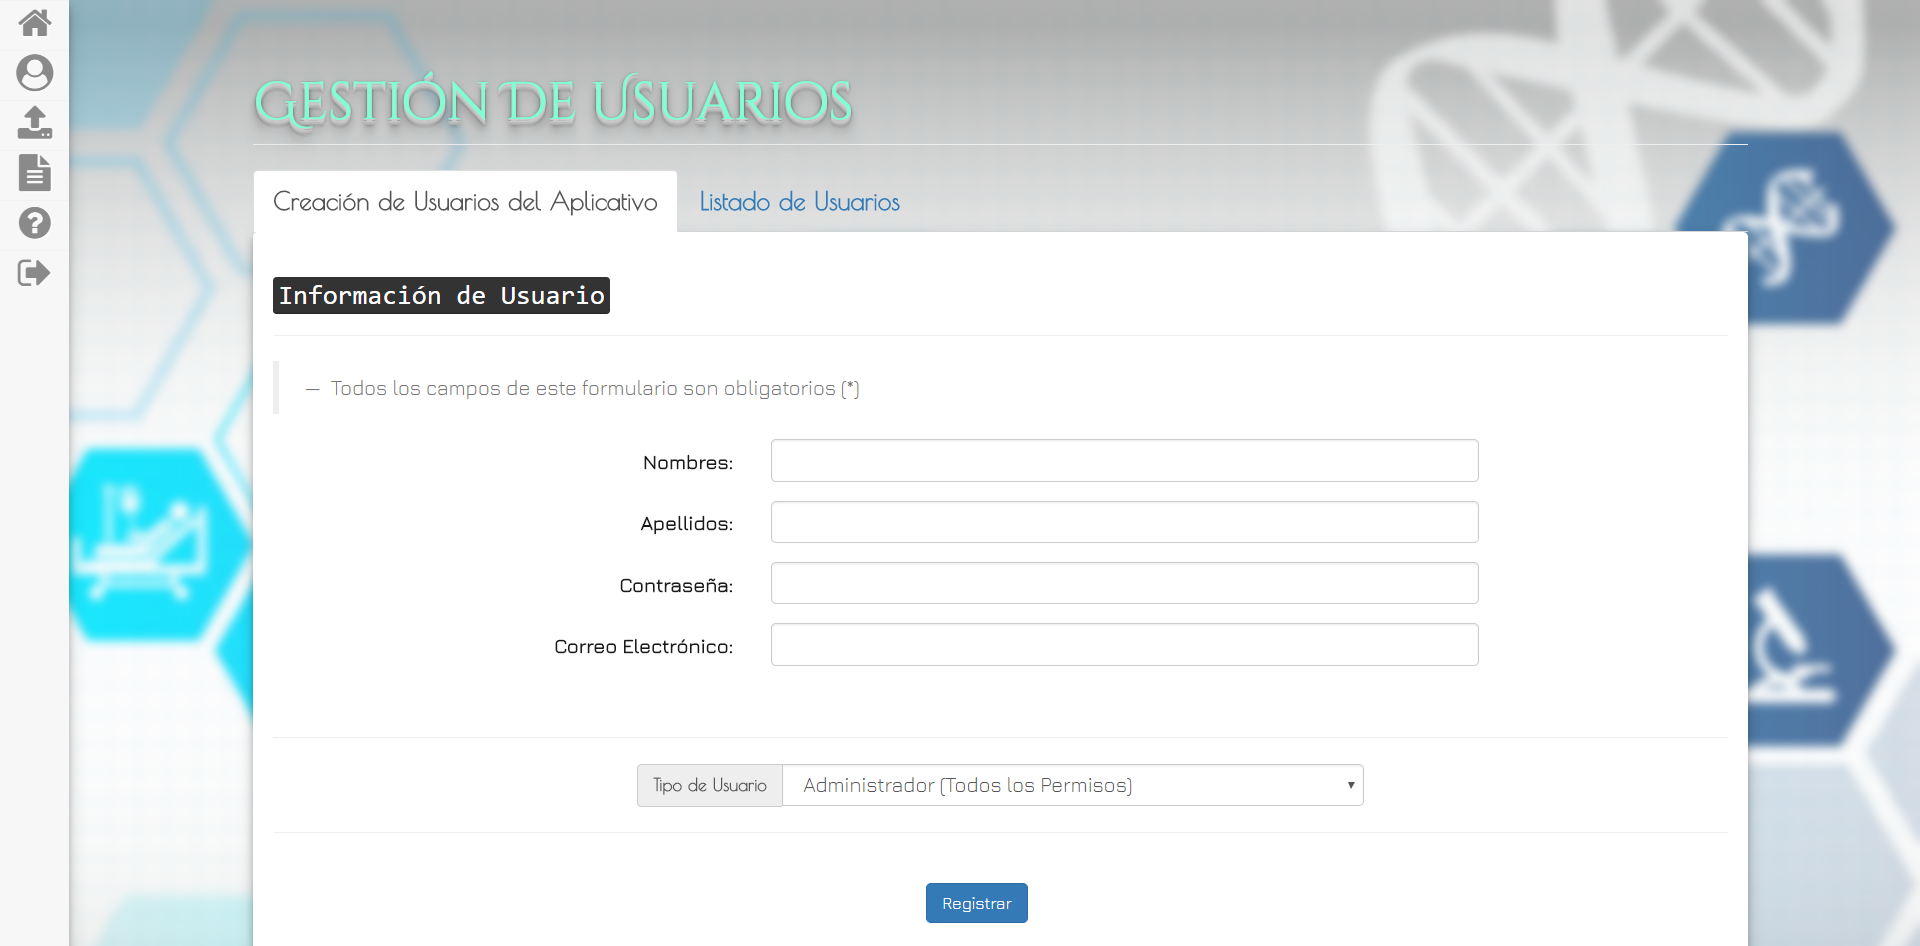 Gestión De Usuarios
Creación de Usuarios del Aplicativo
Listado de Usuarios
Información de Usuario
— Todos los campos de este formulario son obligatorios (*)
Nombres:
Apellidos:
Contraseña:
Correo Electrónico:
Tipo de Usuario
Administrador (Todos los Permisos)
Registrar